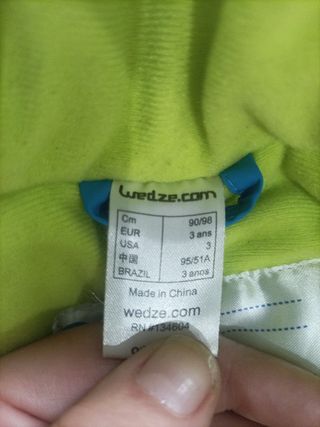 wedze.com
Cm 90/98
EUR 3 ans
USA 3
中国 95/51A
BRAZIL 3 anos
Made in China
wedze.com
RN #134604